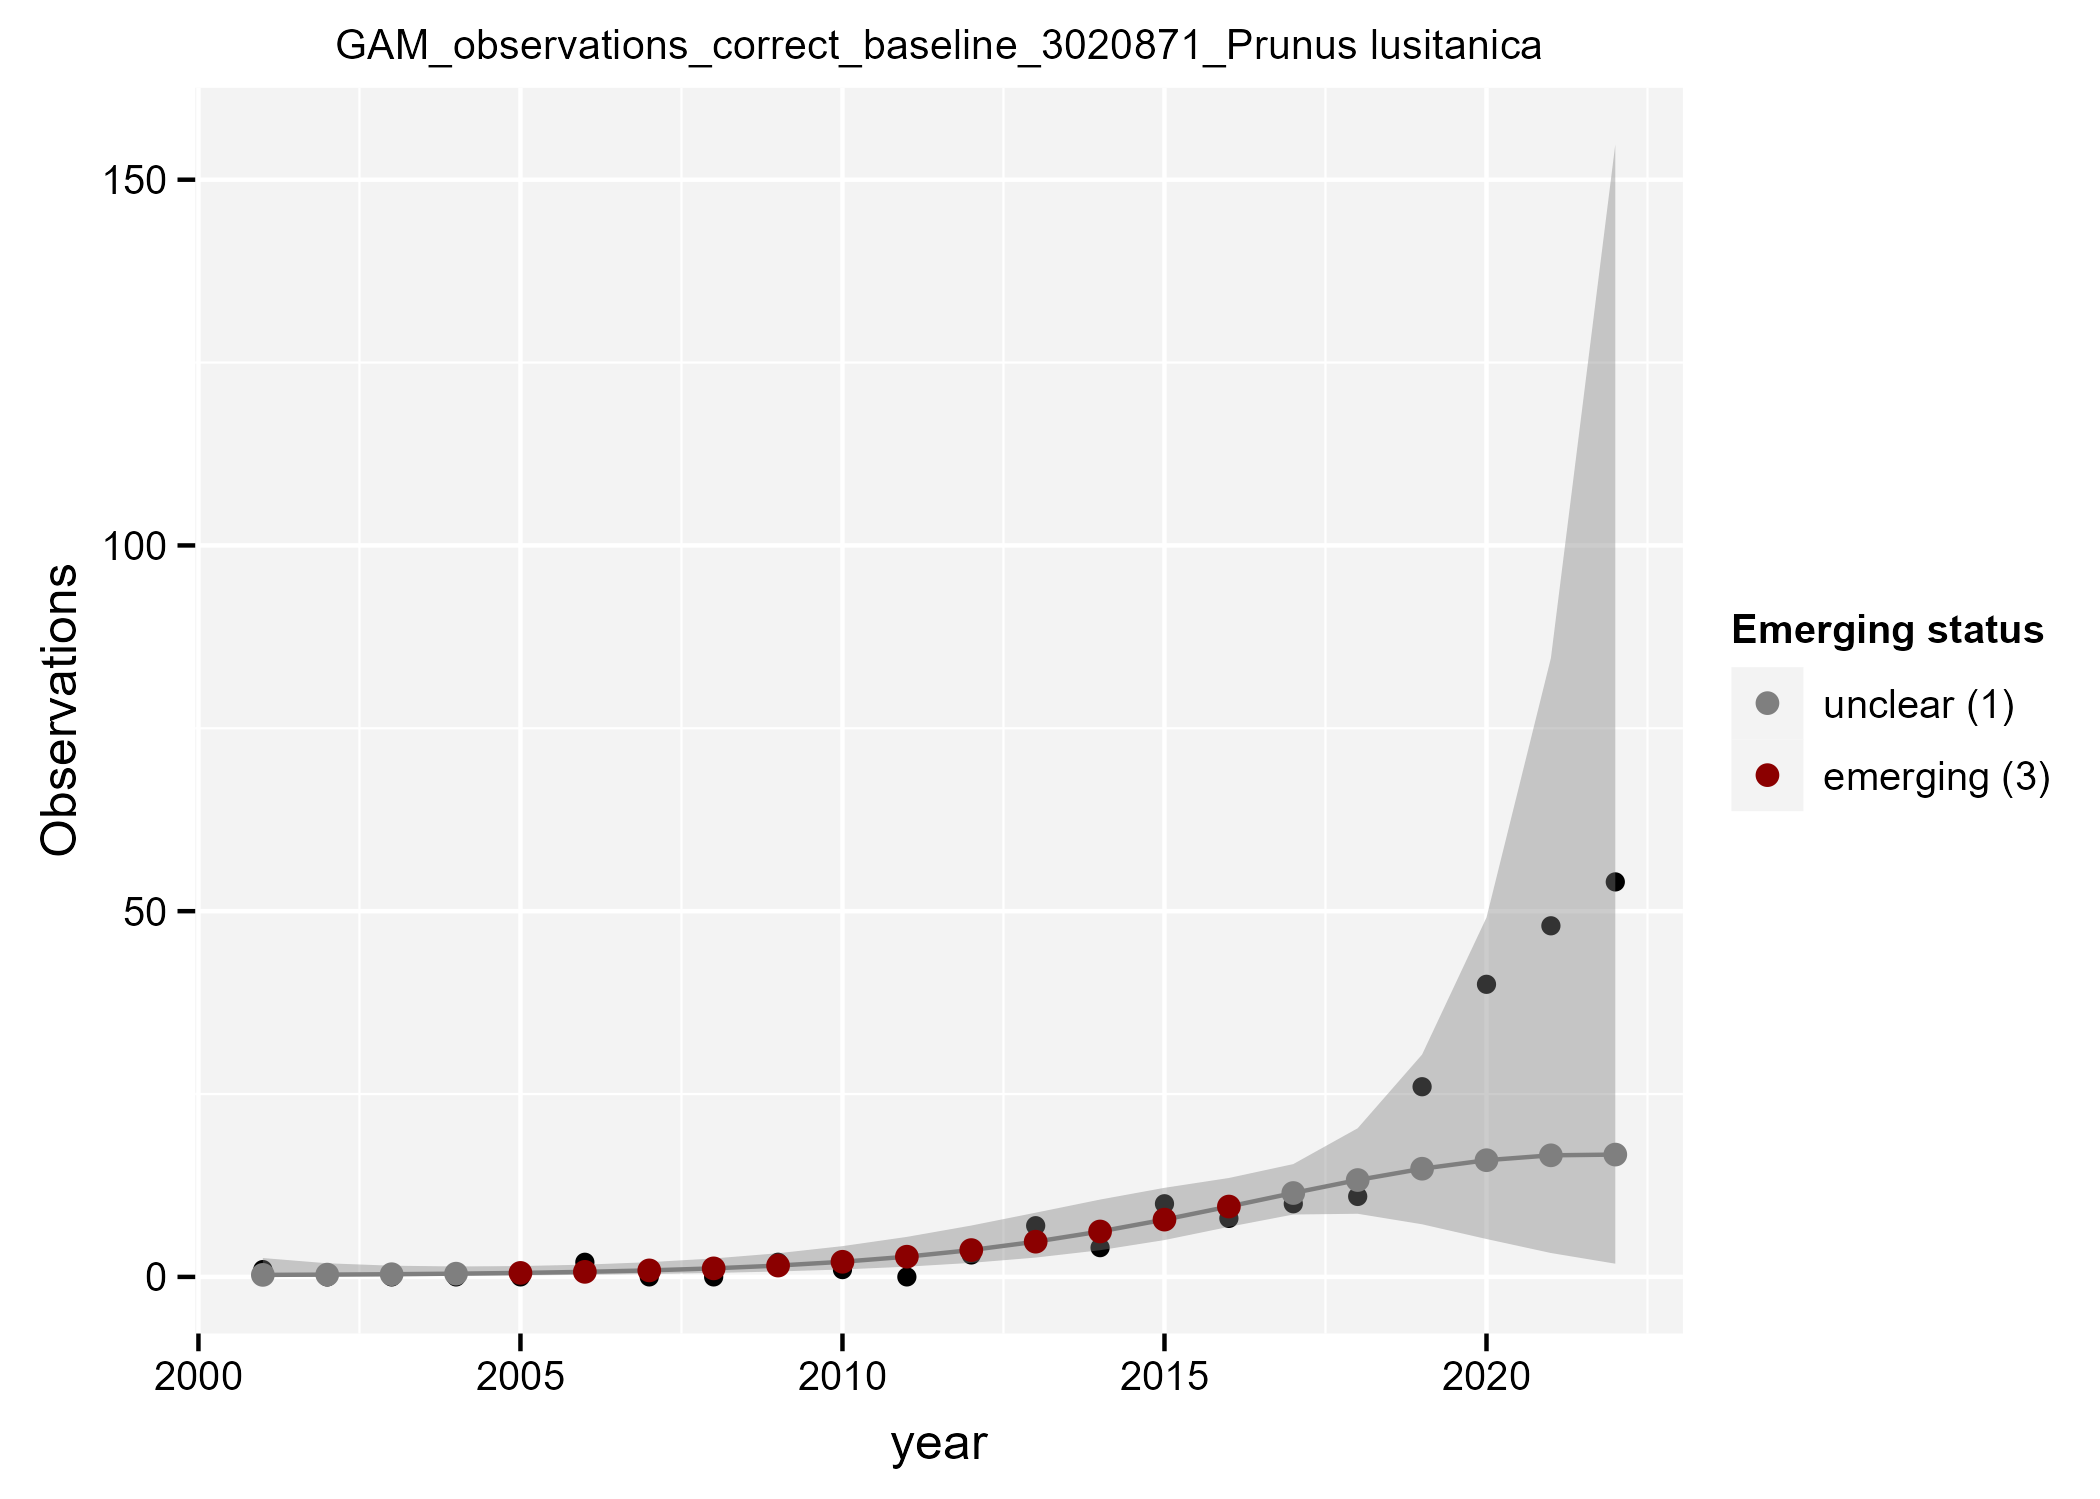 GAM_observations_correct_baseline_3020871_Prunus lusitanica
150
100
50
0
Observations
2000
2005
2010
2015
2020
year
Emerging status
unclear (1)
emerging (3)